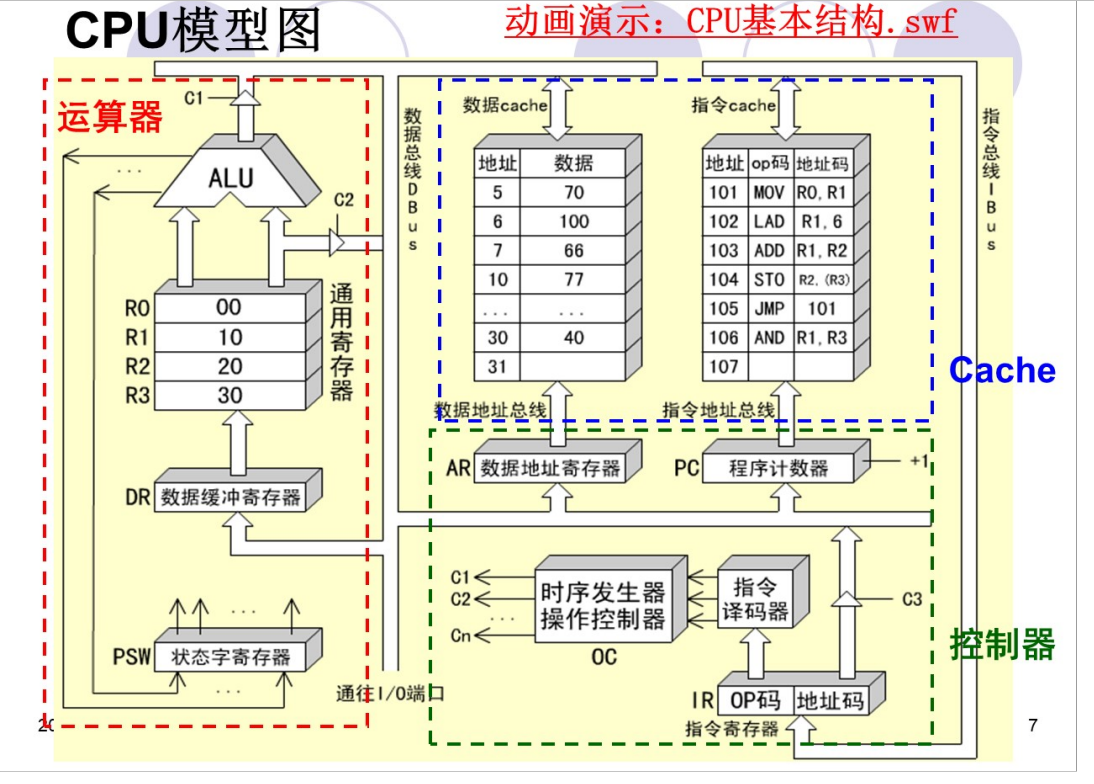 CPU模型图
动画演示: CPU基本结构.swf
运算器
C1
ALU
C2
R0 00
R1 10
R2 20
R3 30
通用寄存器
DR 数据缓冲寄存器
PSW 状态字寄存器
数据总线DBus
数据cache
地址 数据
5 70
6 100
7 66
10 77
... ...
30 40
31
数据地址总线
指令cache
地址 op码 地址码
101 MOV R0,R1
102 LAD R1,6
103 ADD R1,R2
104 STO R2,(R3)
105 JMP 101
106 AND R1,R3
107
指令地址总线
指令总线IBus
Cache
AR 数据地址寄存器
PC 程序计数器 +1
C1
C2
...
Cn
时序发生器
操作控制器
OC
指令
译码器
C3
控制器
IR OP码 地址码
指令寄存器
通往I/O端口
7